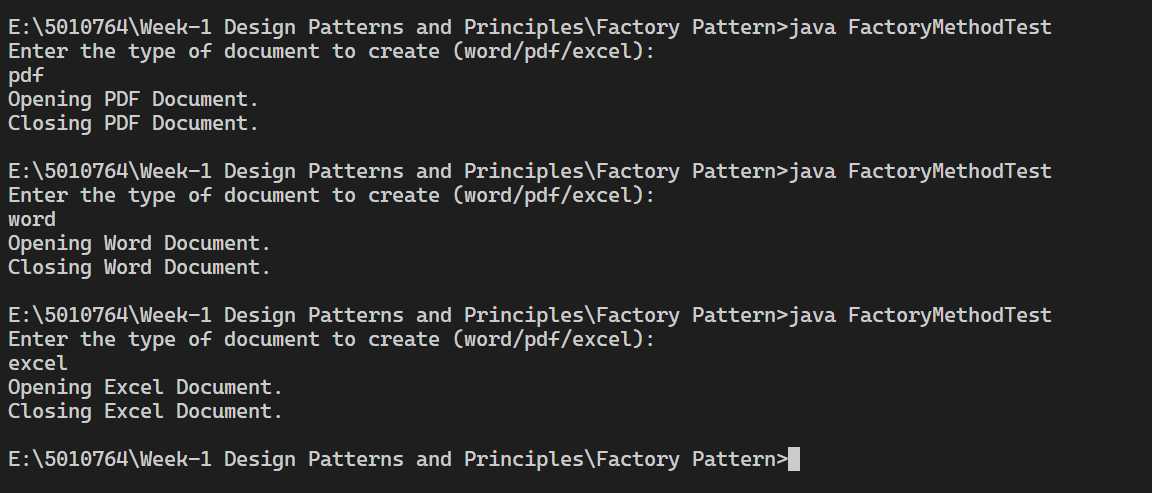 E:\5010764\Week-1 Design Patterns and Principles\Factory Pattern>java FactoryMethodTest
Enter the type of document to create (word/pdf/excel):
pdf
Opening PDF Document.
Closing PDF Document.
E:\5010764\Week-1 Design Patterns and Principles\Factory Pattern>java FactoryMethodTest
Enter the type of document to create (word/pdf/excel):
word
Opening Word Document.
Closing Word Document.
E:\5010764\Week-1 Design Patterns and Principles\Factory Pattern>java FactoryMethodTest
Enter the type of document to create (word/pdf/excel):
excel
Opening Excel Document.
Closing Excel Document.
E:\5010764\Week-1 Design Patterns and Principles\Factory Pattern>